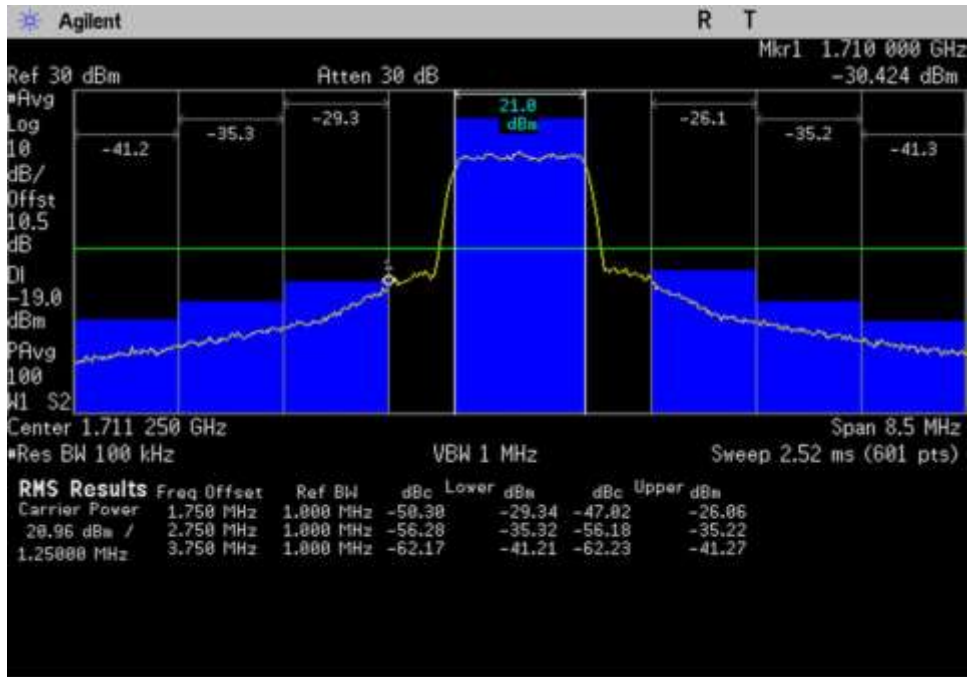 Agilent R T
Mkr1 1.710 000 GHz
Ref 30 dBm Atten 30 dB -30.424 dBm
#Avg
Log
10
dB/
Offst
10.5
dB
DI
-19.0
dBm
PAvg
100
W1 S2
-41.2 -35.3 -29.3 21.0 dBm -26.1 -35.2 -41.3
Center 1.711 250 GHz Span 8.5 MHz
#Res BW 100 kHz VBW 1 MHz Sweep 2.52 ms (601 pts)
RMS Results Freq Offset Ref BW dBc Lower dBm dBc Upper dBm
Carrier Power 1.750 MHz 1.000 MHz -50.30 -29.34 -47.02 -26.06
20.96 dBm / 2.750 MHz 1.000 MHz -56.28 -35.32 -56.18 -35.22
1.25000 MHz 3.750 MHz 1.000 MHz -62.17 -41.21 -62.23 -41.27